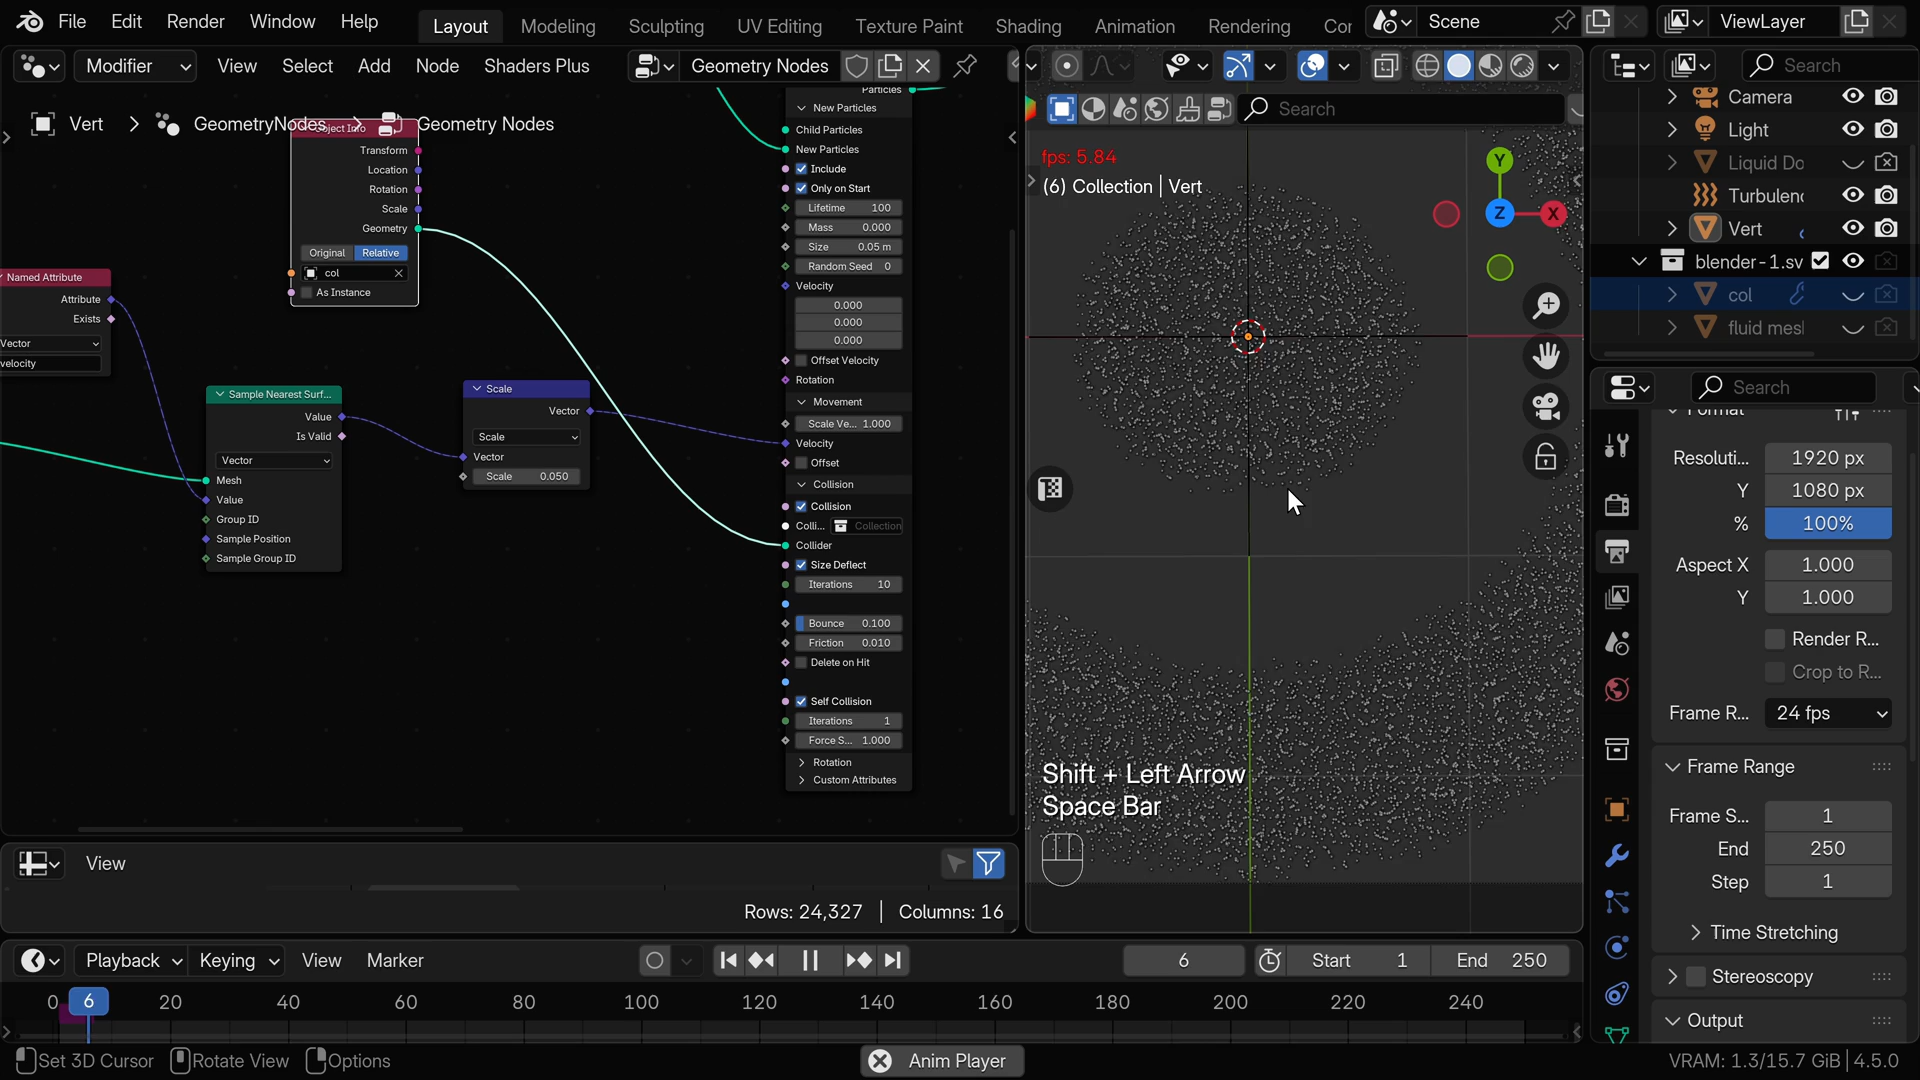 File Edit Render Window Help
Layout Modeling Sculpting UV Editing Texture Paint Shading Animation Rendering Cor
Scene
ViewLayer
Modifier View Select Add Node Shaders Plus
Geometry Nodes
Vert > GeometryNodes > Geometry Nodes
Object Info
Transform
Location
Rotation
Scale
Geometry
Original Relative
col
As Instance
Named Attribute
Attribute
Exists
Vector
velocity
Sample Nearest Surf...
Value
Is Valid
Vector
Mesh
Value
Group ID
Sample Position
Sample Group ID
Scale
Vector
Scale
Vector
Scale 0.050
Particles
New Particles
Child Particles
New Particles
Include
Only on Start
Lifetime 100
Mass 0.000
Size 0.05 m
Random Seed 0
Velocity
0.000
0.000
0.000
Offset Velocity
Rotation
Movement
Scale Ve... 1.000
Velocity
Offset
Collision
Collision
Colli... Collection
Collider
Size Deflect
Iterations 10
Bounce 0.100
Friction 0.010
Delete on Hit
Self Collision
Iterations 1
Force S... 1.000
Rotation
Custom Attributes
Search
fps: 5.84
(6) Collection | Vert
Y
Z
X
Shift + Left Arrow
Space Bar
Search
Camera
Light
Liquid Do
Turbulenc
Vert
blender-1.sv
col
fluid mesl
Search
Format
Resoluti... 1920 px
Y 1080 px
% 100%
Aspect X 1.000
Y 1.000
Render R...
Crop to R...
Frame R... 24 fps
Frame Range
Frame S... 1
End 250
Step 1
Time Stretching
Stereoscopy
Output
View
Rows: 24,327 | Columns: 16
Playback Keying View Marker
6
Start 1
End 250
0 6 20 40 60 80 100 120 140 160 180 200 220 240
Set 3D Cursor Rotate View Options
Anim Player
VRAM: 1.3/15.7 GiB | 4.5.0